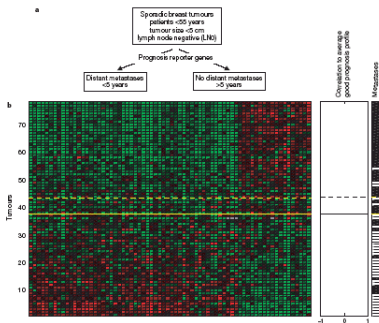 a
Sporadic breast tumours
patients <55 years
tumour size <5 cm
lymph node negative (LN0)
Prognosis reporter genes
Distant metastases
<5 years
No distant metastases
>5 years
b
Tumours
70
60
50
40
30
20
10
Correlation to average
good prognosis profile
Metastases
-1
0
1